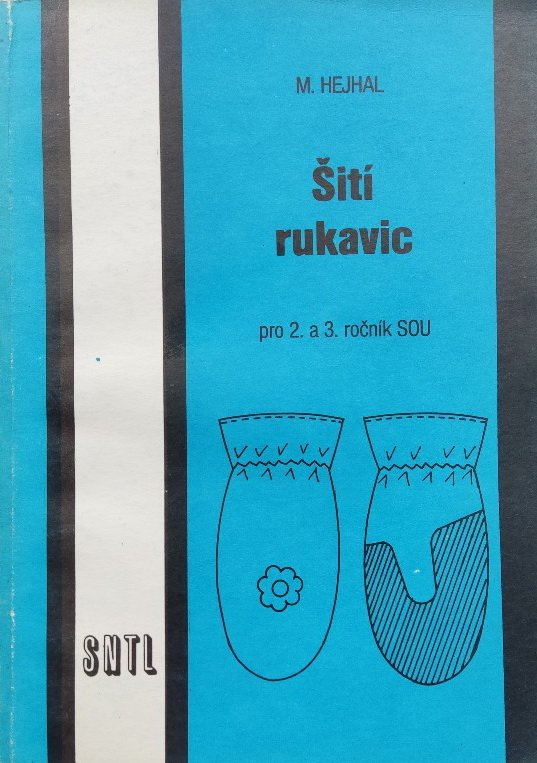 M. HEJHAL
Šití
rukavic
pro 2. a 3. ročník SOU
SNTL